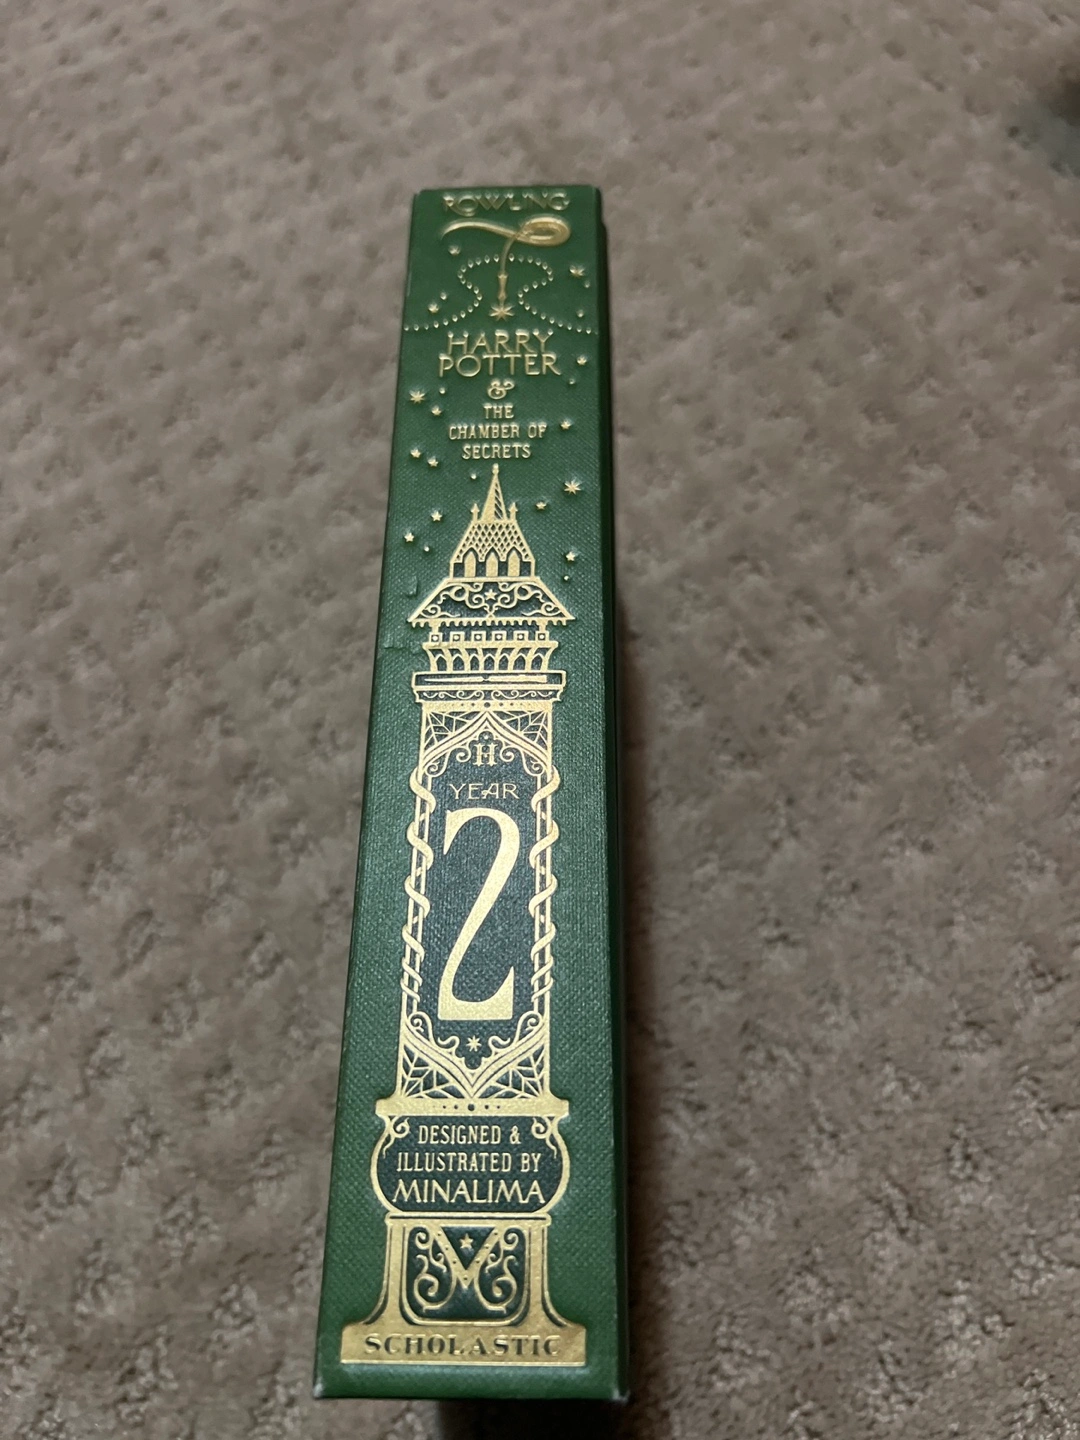 ROWLING
HARRY
POTTER
&
THE
CHAMBER OF
SECRETS
H
YEAR
2
DESIGNED &
ILLUSTRATED BY
MINALIMA
M
SCHOLASTIC